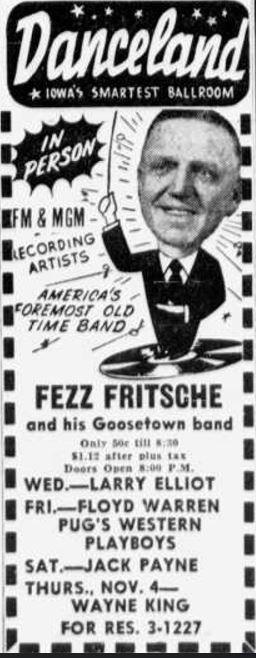 Danceland
★ IOWA'S SMARTEST BALLROOM
IN
PERSON
FM & MGM
RECORDING
ARTISTS
AMERICA'S
FOREMOST OLD
TIME BAND
FEZZ FRITSCHE
and his Goosetown band
Only 50c till 8:30
$1.12 after plus tax
Doors Open 8:00 P.M.
WED.—LARRY ELLIOT
FRI.—FLOYD WARREN
PUG'S WESTERN
PLAYBOYS
SAT.—JACK PAYNE
THURS., NOV. 4—
WAYNE KING
FOR RES. 3-1227